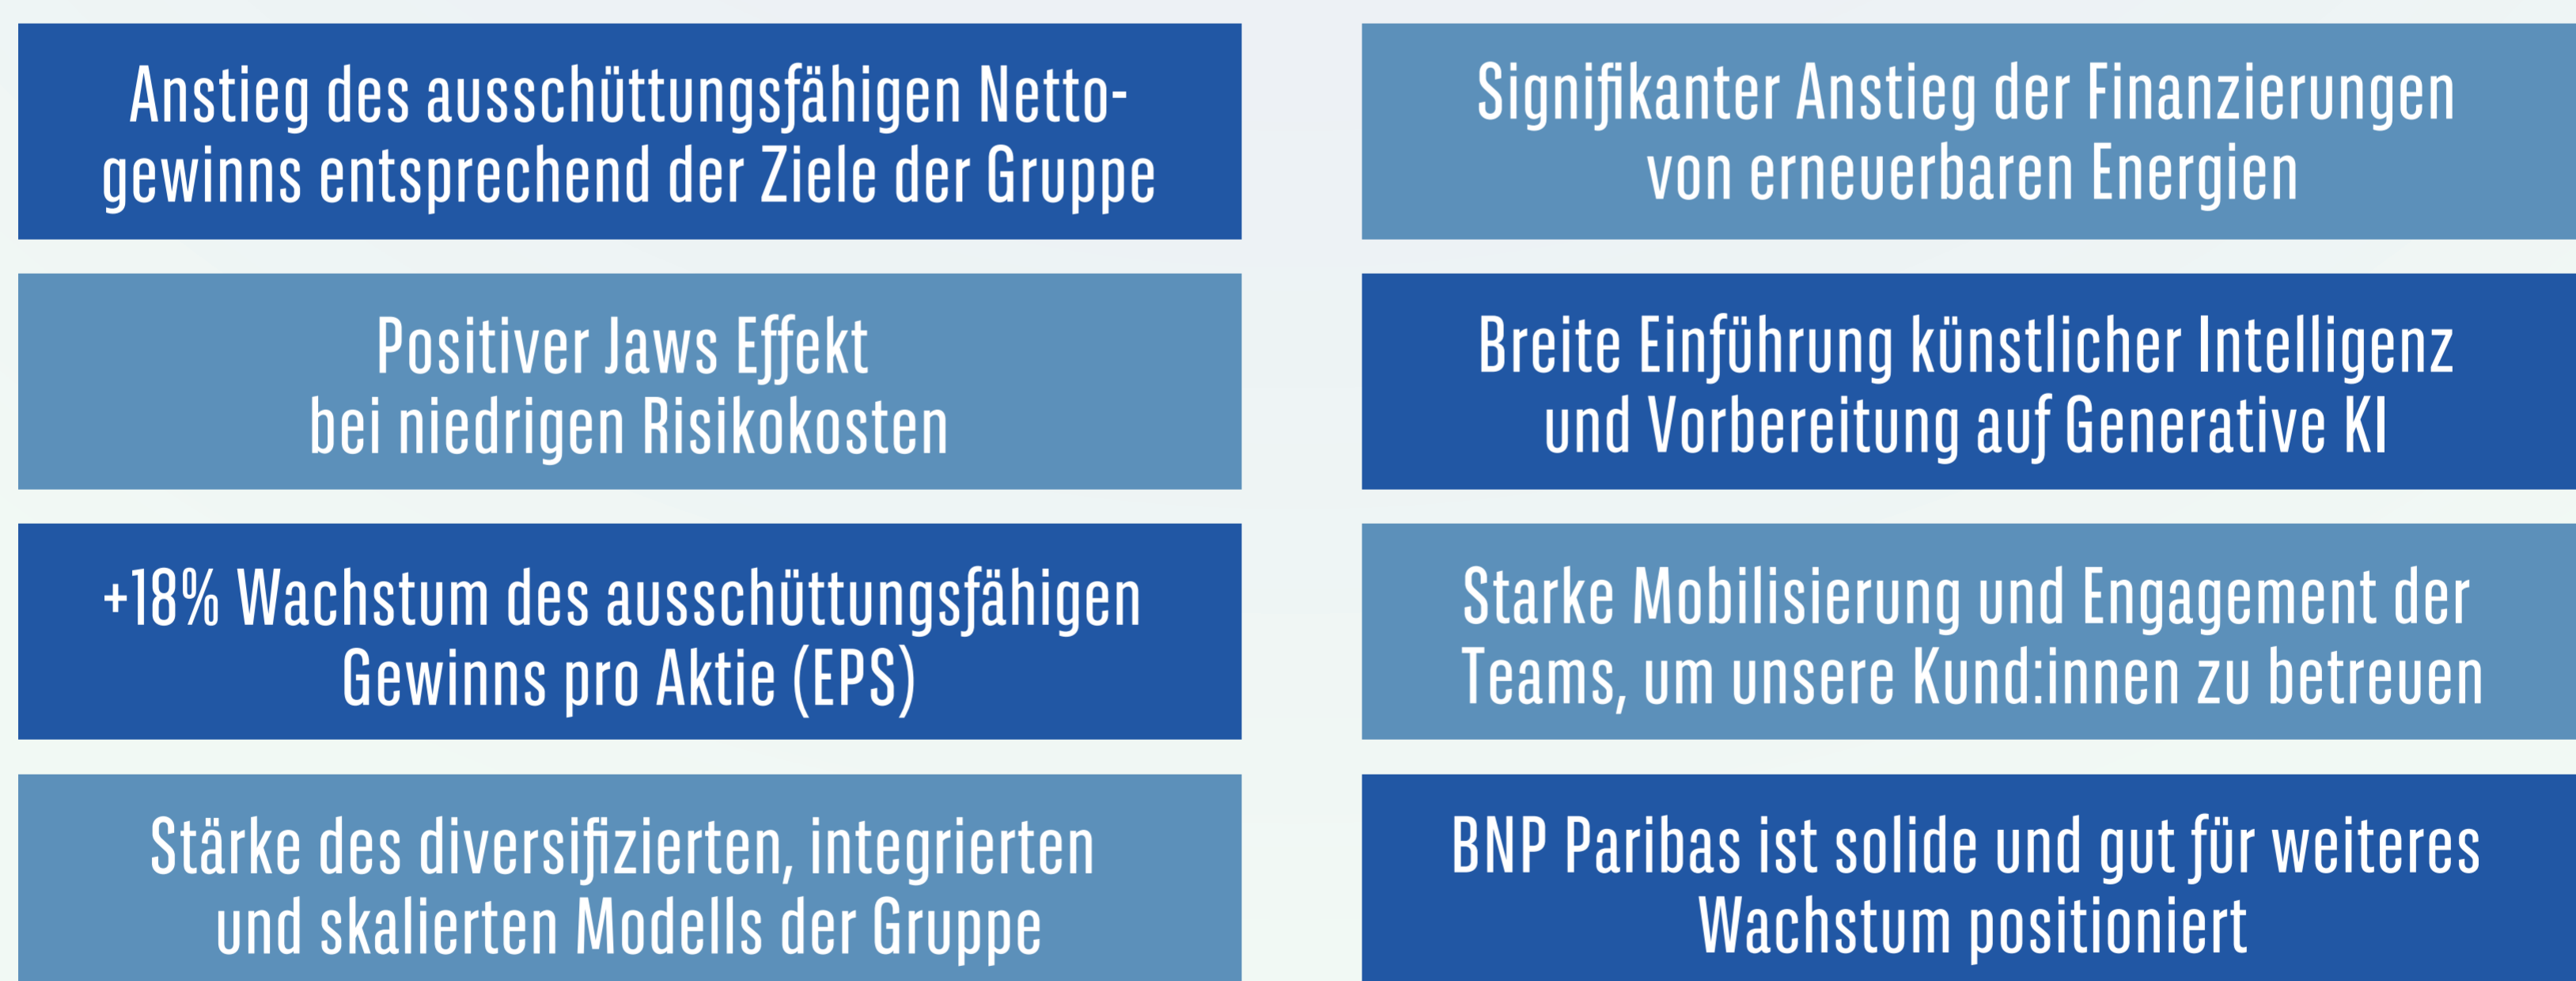 Anstieg des ausschüttungsfähigen Netto-
gewinns entsprechend der Ziele der Gruppe
Positiver Jaws Effekt
bei niedrigen Risikokosten
+18% Wachstum des ausschüttungsfähigen
Gewinns pro Aktie (EPS)
Stärke des diversifizierten, integrierten
und skalierten Modells der Gruppe
Signifikanter Anstieg der Finanzierungen
von erneuerbaren Energien
Breite Einführung künstlicher Intelligenz
und Vorbereitung auf Generative KI
Starke Mobilisierung und Engagement der
Teams, um unsere Kund:innen zu betreuen
BNP Paribas ist solide und gut für weiteres
Wachstum positioniert